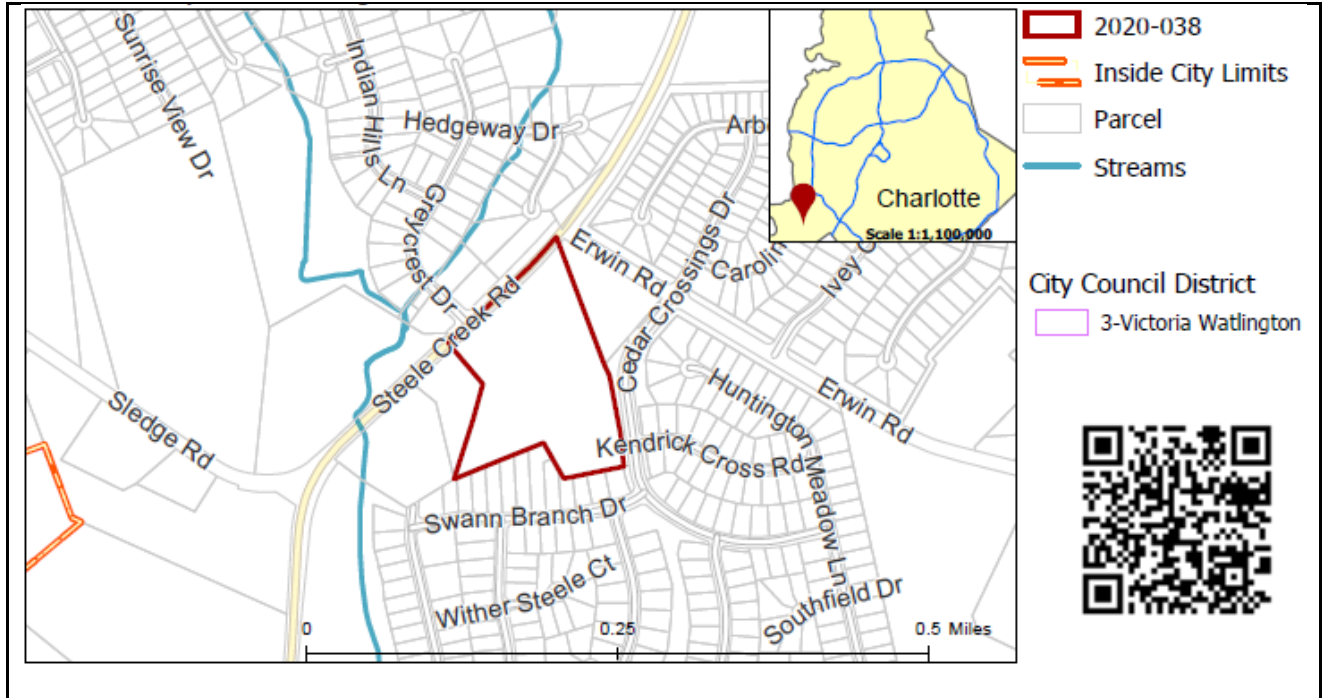 Sunrise View Dr
Indian Hills Ln
Hedgeway Dr
Greycrest Dr
Steele Creek Rd
Sledge Rd
Erwin Rd
Cedar Crossings Dr
Arb
Carolin
Ivey C
Huntington Meadow Ln
Erwin Rd
Kendrick Cross Rd
Swann Branch Dr
Wither Steele Ct
Southfield Dr
0
0.25
0.5 Miles
Charlotte
Scale 1:1,100,000
2020-038
Inside City Limits
Parcel
Streams
City Council District
3-Victoria Watlington